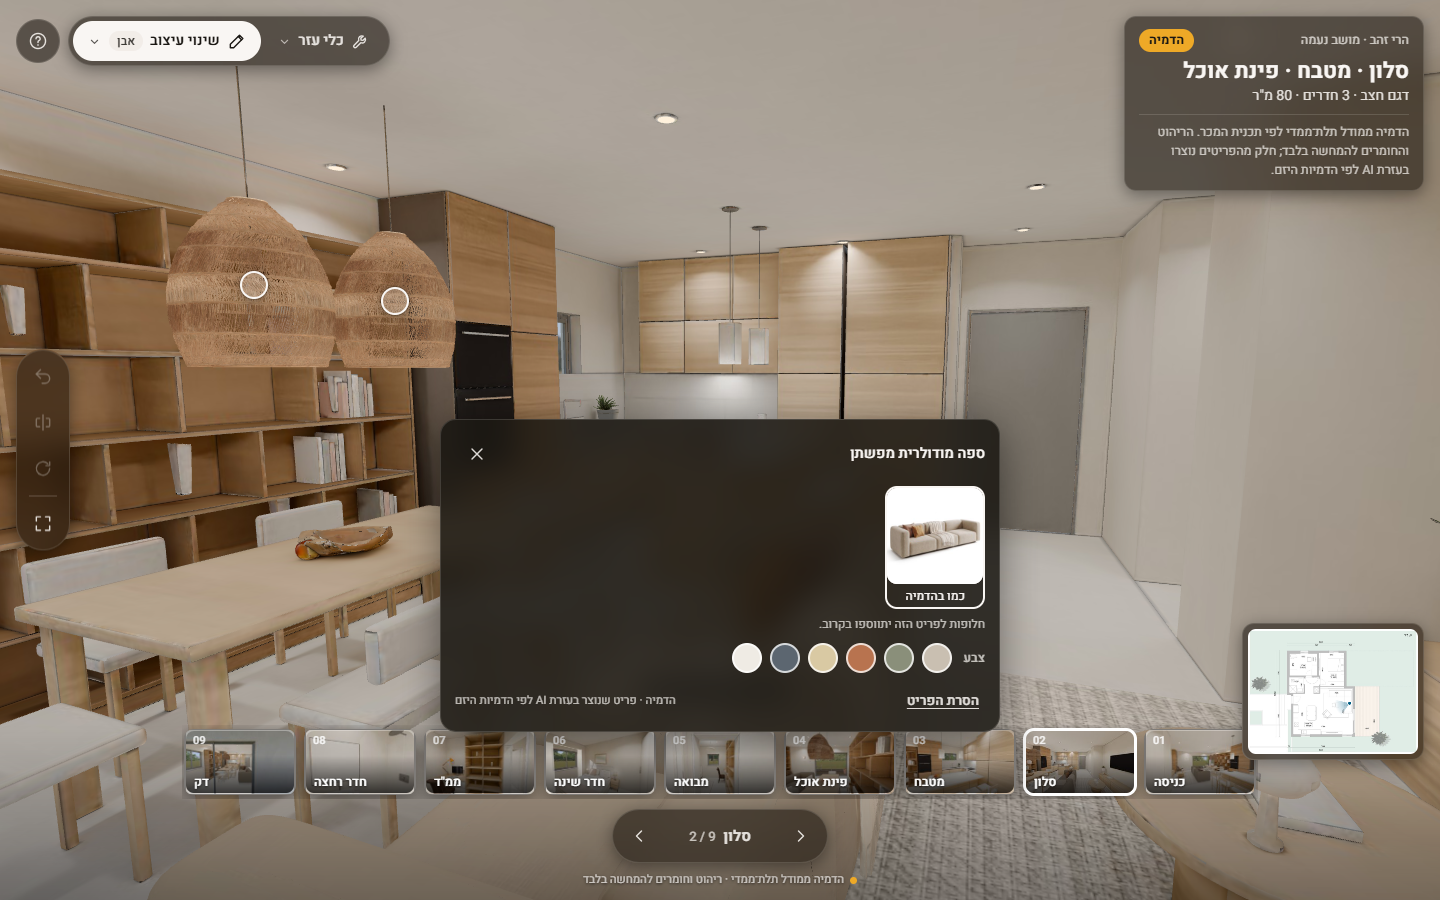 הרי זהב · מושב נעמה
הדמיה
סלון · מטבח · פינת אוכל
דגם חצב · 3 חדרים · 80 מ"ר
הדמיה ממודל תלת־ממדי לפי תכנית המכר. הריהוט
והחומרים להמחשה בלבד; חלק מהפריטים נוצרו
בעזרת AI לפי הדמיות היזם.
כלי עזר
שינוי עיצוב
אבן
ספה מודולרית מפשתן
כמו בהדמיה
חלופות לפריט הזה יתווספו בקרוב.
צבע
הסרת הפריט
הדמיה · פריט שנוצר בעזרת AI לפי הדמיות היזם
01 כניסה
02 סלון
03 מטבח
04 פינת אוכל
05 מבואה
06 חדר שינה
07 ממ"ד
08 חדר רחצה
09 דק
סלון 2 / 9
הדמיה ממודל תלת־ממדי · ריהוט וחומרים להמחשה בלבד